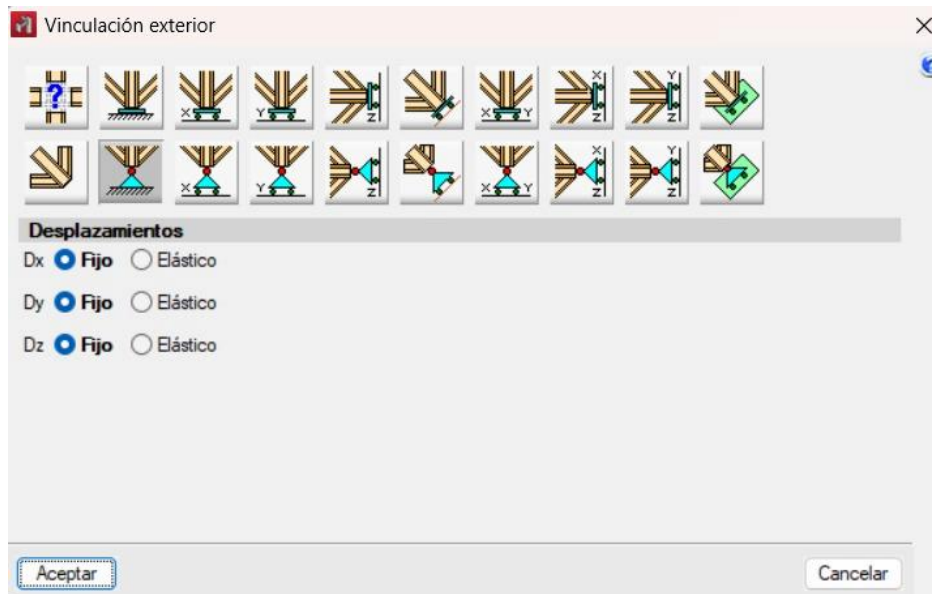 Vinculación exterior
?
X
Y
Z
X Y
X
Z
Y
Z
X
Y
Z
X Y
X
Z
Y
Z
Desplazamientos
Dx Fijo Elástico
Dy Fijo Elástico
Dz Fijo Elástico
Aceptar Cancelar